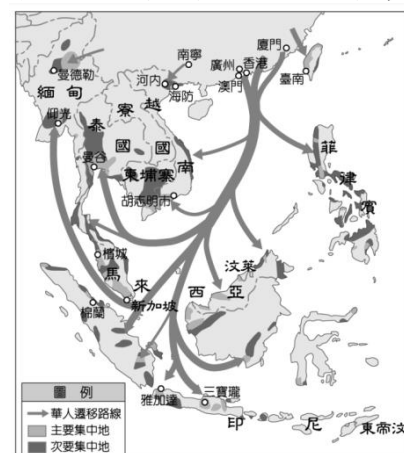 廈門
南寧
廣州
香港
澳門
臺南
曼德勒
河內
海防
緬甸
寮
越
仰光
泰
國
國
菲
律
賓
曼谷
柬埔寨
南
胡志明市
檳城
汶萊
馬
來
西
亞
棉蘭
新加坡
雅加達
三寶瓏
印
尼
東帝汶
圖例
華人遷移路線
主要集中地
次要集中地